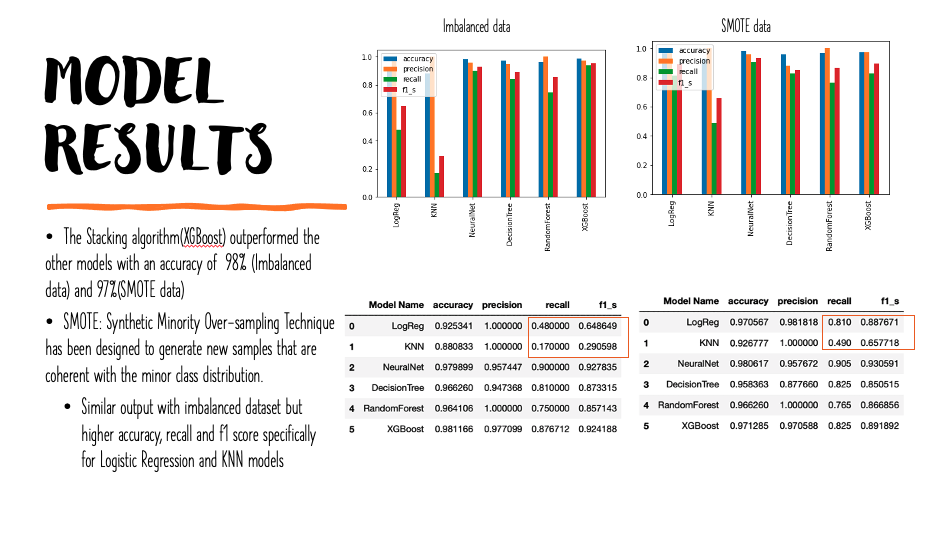 MODEL
RESULTS
• The Stacking algorithm(XGBoost) outperformed the
other models with an accuracy of 98% (Imbalanced
data) and 97%(SMOTE data)
• SMOTE: Synthetic Minority Over-sampling Technique
has been designed to generate new samples that are
coherent with the minor class distribution.
• Similar output with imbalanced dataset but
higher accuracy, recall and f1 score specifically
for Logistic Regression and KNN models
Imbalanced data
1.0
0.8
0.6
0.4
0.2
0.0
accuracy
precision
recall
f1_s
LogReg
KNN
NeuralNet
DecisionTree
RandomForest
XGBoost
SMOTE data
1.0
0.8
0.6
0.4
0.2
0.0
accuracy
precision
recall
f1_s
LogReg
KNN
NeuralNet
DecisionTree
RandomForest
XGBoost
Model Name accuracy precision recall f1_s
0 LogReg 0.925341 1.000000 0.480000 0.648649
1 KNN 0.880833 1.000000 0.170000 0.290598
2 NeuralNet 0.979899 0.957447 0.900000 0.927835
3 DecisionTree 0.966260 0.947368 0.810000 0.873315
4 RandomForest 0.964106 1.000000 0.750000 0.857143
5 XGBoost 0.981166 0.977099 0.876712 0.924188
Model Name accuracy precision recall f1_s
0 LogReg 0.970567 0.981818 0.810 0.887671
1 KNN 0.926777 1.000000 0.490 0.657718
2 NeuralNet 0.980617 0.957672 0.905 0.930591
3 DecisionTree 0.958363 0.877660 0.825 0.850515
4 RandomForest 0.966260 1.000000 0.765 0.866856
5 XGBoost 0.971285 0.970588 0.825 0.891892